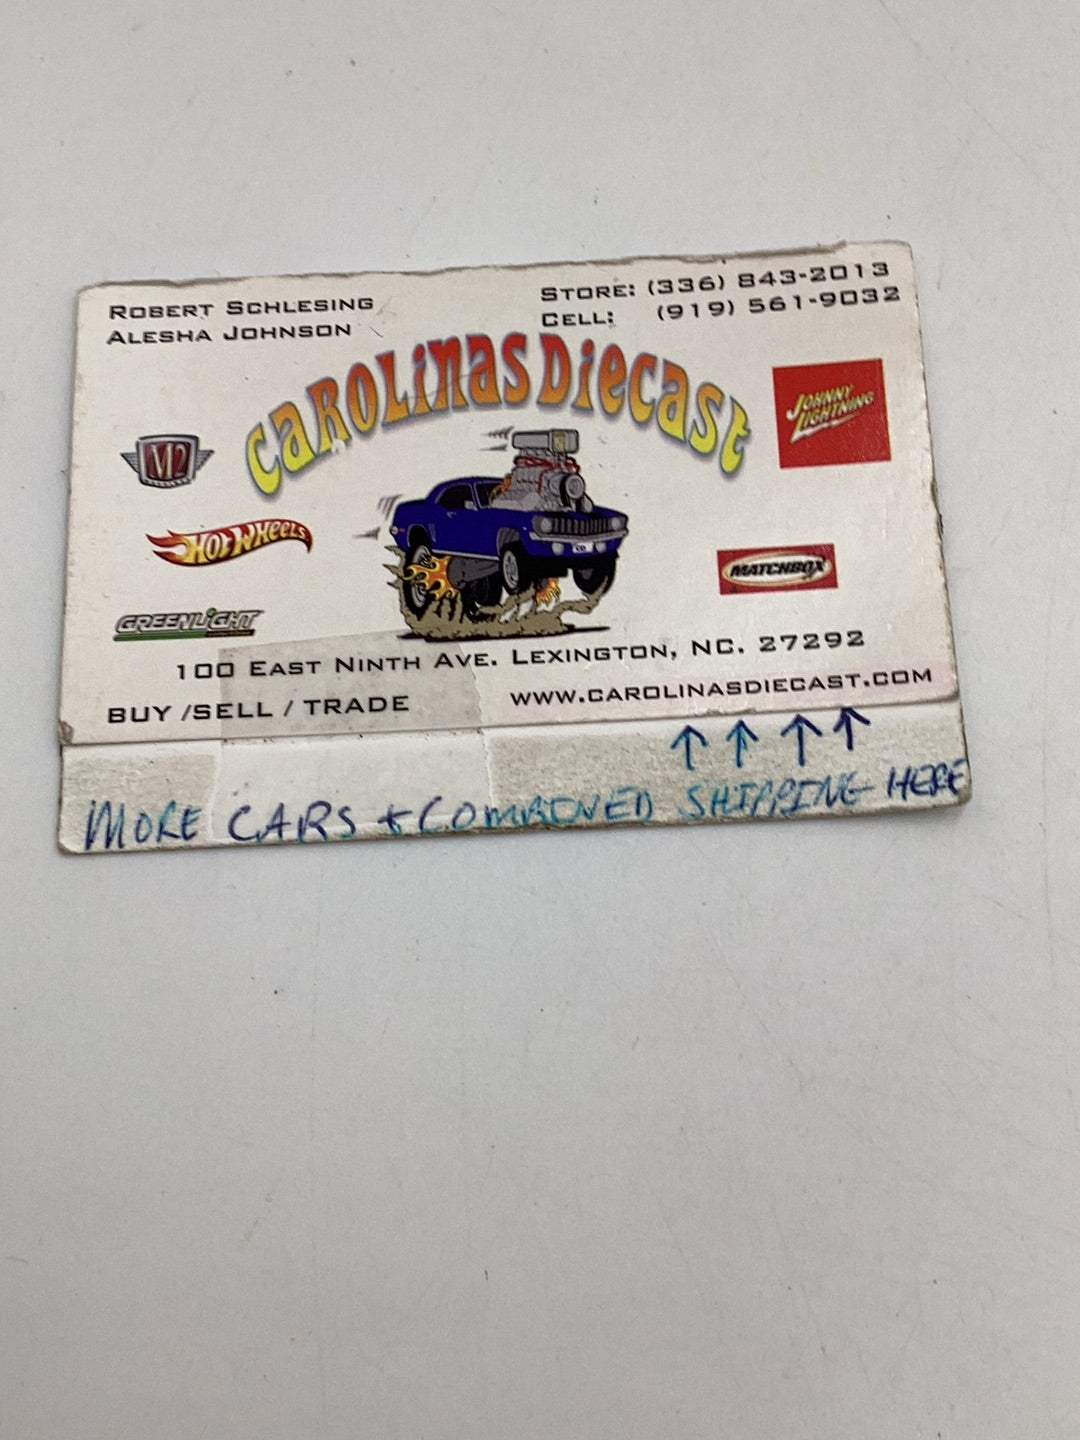 ROBERT SCHLESING
ALESHA JOHNSON
STORE: (336) 843-2013
CELL: (919) 561-9032
CAROLINAS DIECAST
M2
JOHNNY
LIGHTNING
HOT WHEELS
MATCHBOX
GREENLIGHT
100 EAST NINTH AVE. LEXINGTON, NC. 27292
BUY /SELL / TRADE
WWW.CAROLINASDIECAST.COM
↑ ↑ ↑ ↑
MORE CARS + COMBINED SHIPPING HERE